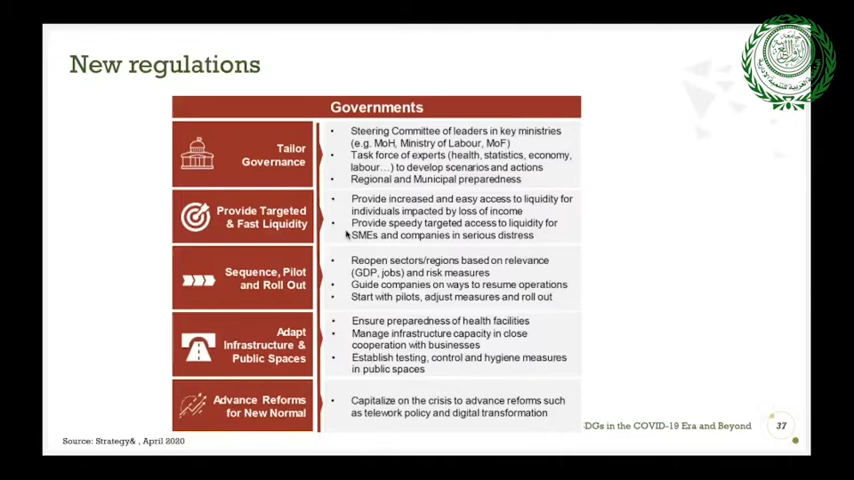 New regulations
Governments
Tailor
Governance
• Steering Committee of leaders in key ministries
(e.g. MoH, Ministry of Labour, MoF)
• Task force of experts (health, statistics, economy,
labour…) to develop scenarios and actions
• Regional and Municipal preparedness
Provide Targeted
& Fast Liquidity
• Provide increased and easy access to liquidity for
individuals impacted by loss of income
• Provide speedy targeted access to liquidity for
SMEs and companies in serious distress
Sequence, Pilot
and Roll Out
• Reopen sectors/regions based on relevance
(GDP, jobs) and risk measures
• Guide companies on ways to resume operations
• Start with pilots, adjust measures and roll out
Adapt
Infrastructure &
Public Spaces
• Ensure preparedness of health facilities
• Manage infrastructure capacity in close
cooperation with businesses
• Establish testing, control and hygiene measures
in public spaces
Advance Reforms
for New Normal
• Capitalize on the crisis to advance reforms such
as telework policy and digital transformation
DGs in the COVID-19 Era and Beyond
37
Source: Strategy& , April 2020